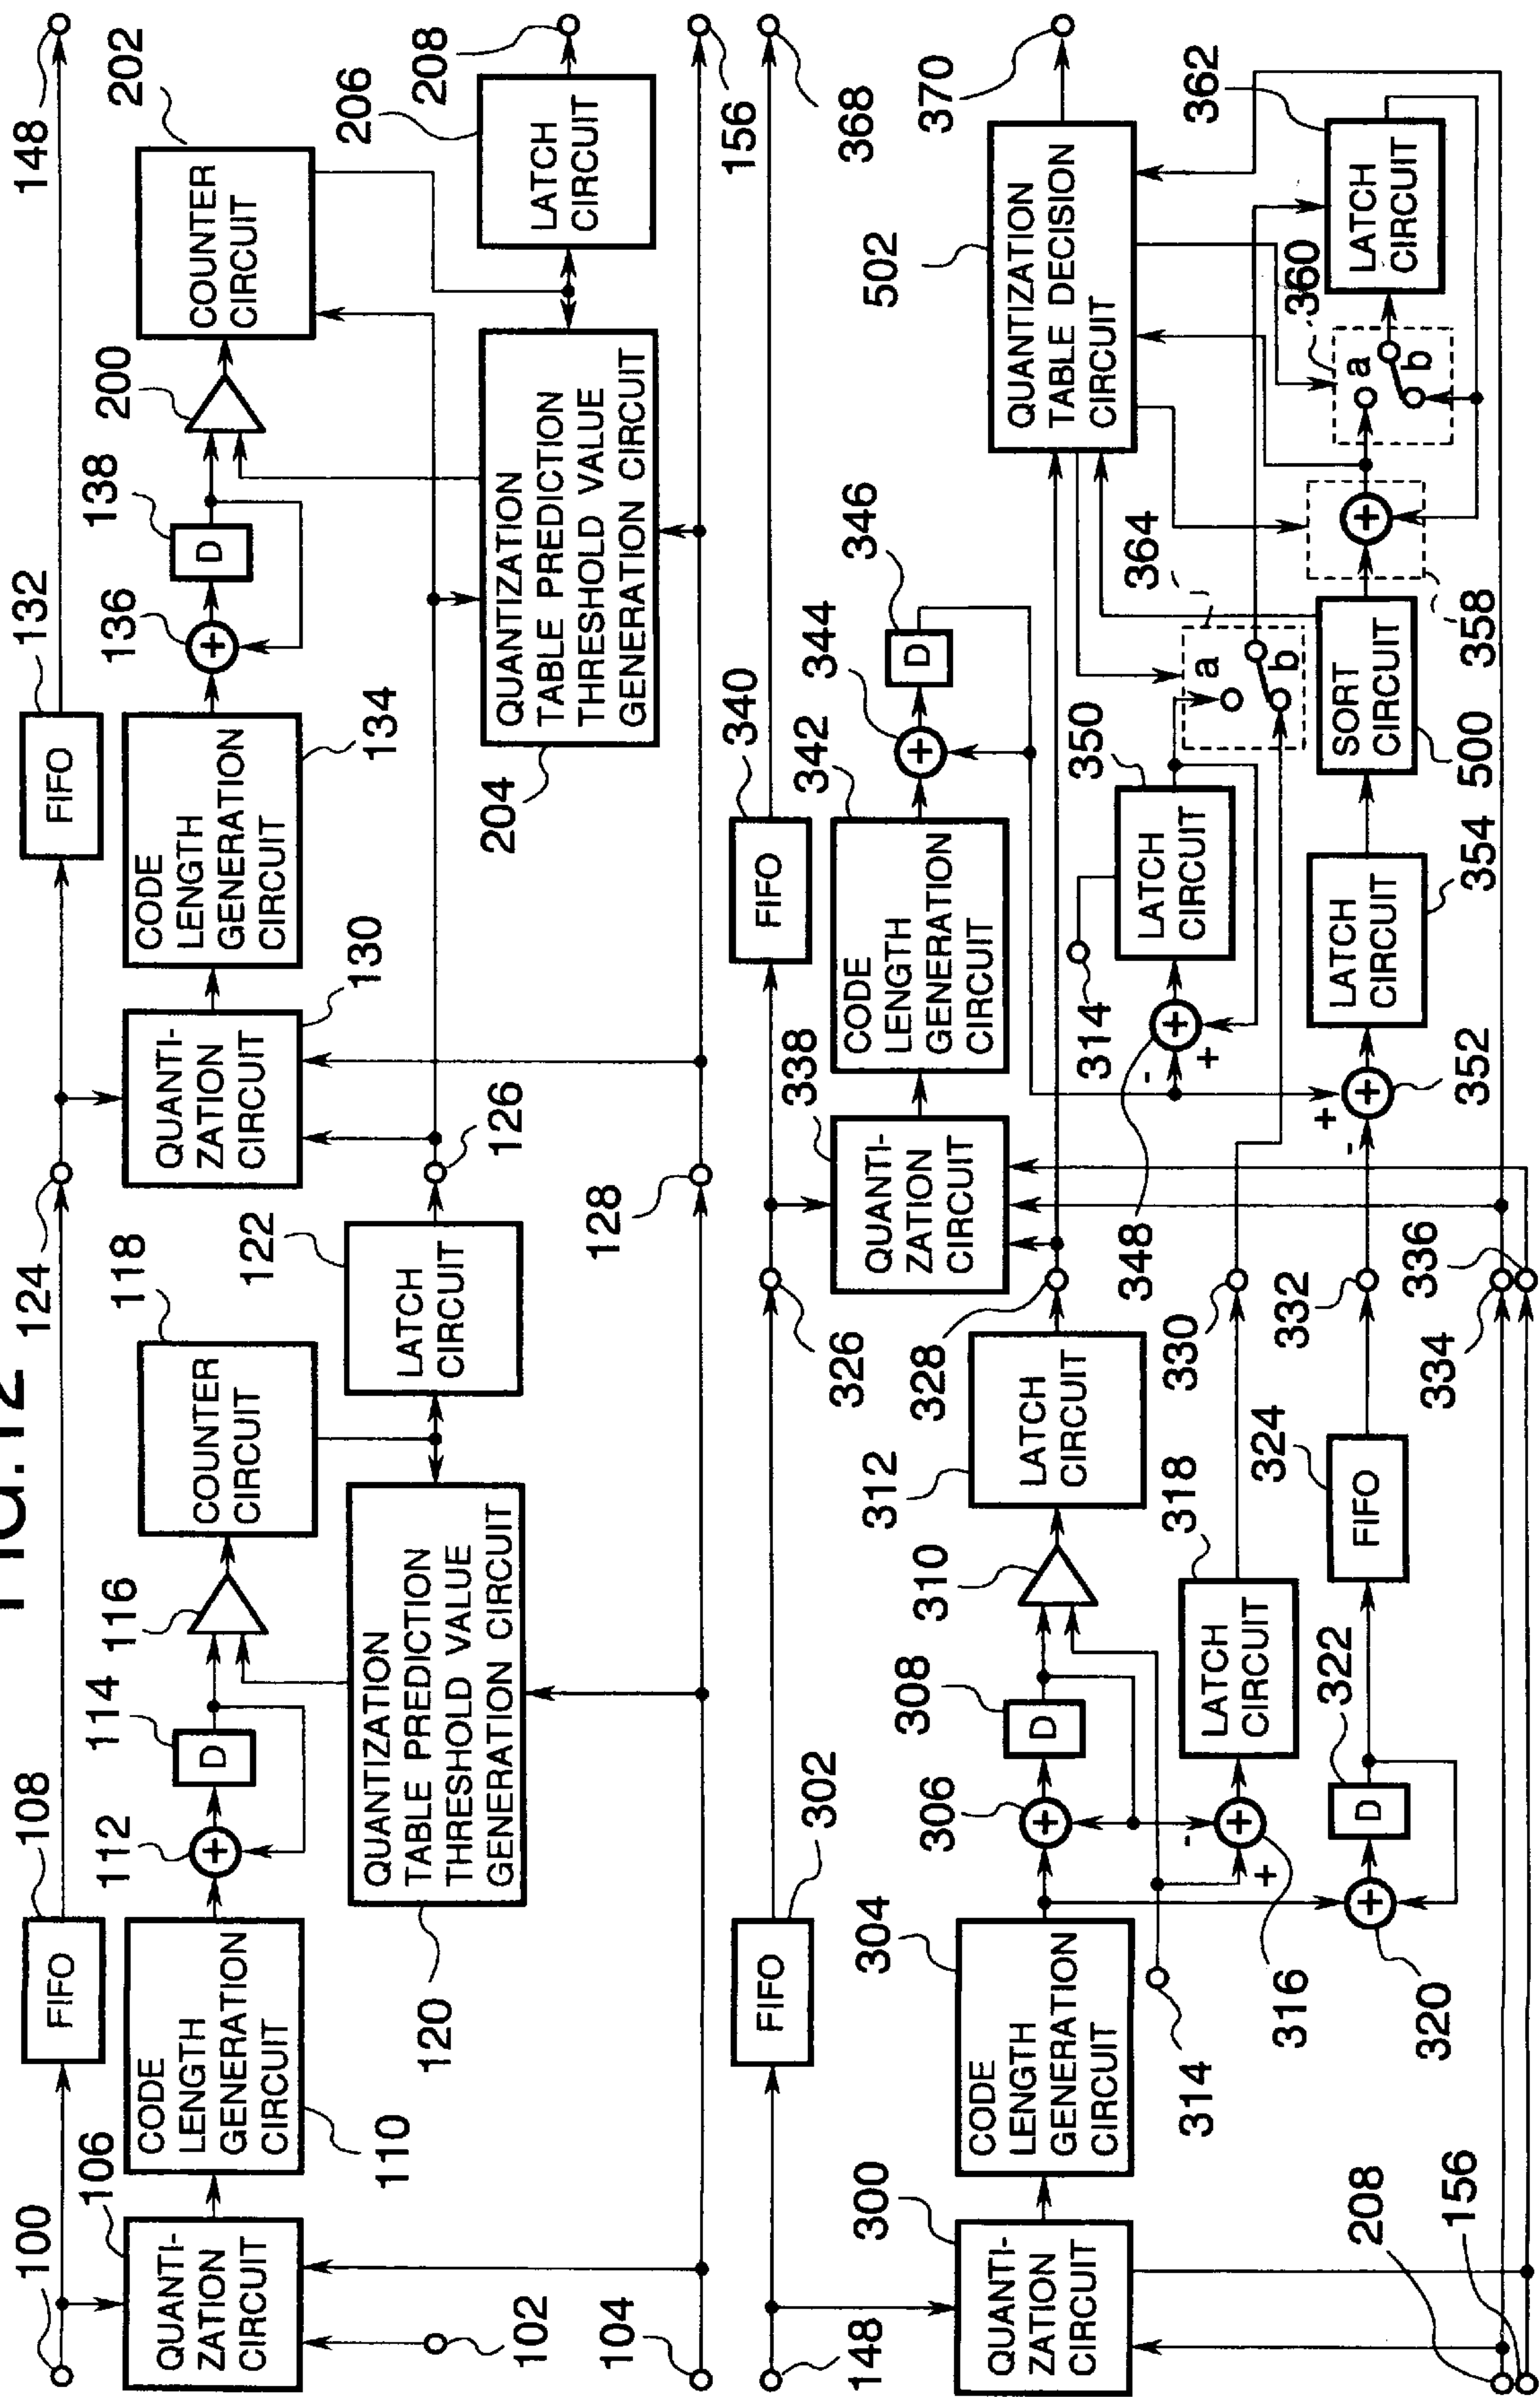 FIG.12
100
106
QUANTI-
ZATION
CIRCUIT
102
104
108
FIFO
CODE
LENGTH
GENERATION
CIRCUIT
110
112
+
114
D
116
118
COUNTER
CIRCUIT
QUANTIZATION
TABLE PREDICTION
THRESHOLD VALUE
GENERATION CIRCUIT
120
122
LATCH
CIRCUIT
124
126
128
QUANTI-
ZATION
CIRCUIT
130
132
FIFO
CODE
LENGTH
GENERATION
CIRCUIT
134
136
+
138
D
200
202
COUNTER
CIRCUIT
QUANTIZATION
TABLE PREDICTION
THRESHOLD VALUE
GENERATION CIRCUIT
204
206
LATCH
CIRCUIT
208
148
156
148
300
QUANTI-
ZATION
CIRCUIT
208
156
FIFO
302
304
CODE
LENGTH
GENERATION
CIRCUIT
314
306
+
308
D
310
312
LATCH
CIRCUIT
-
+
+
316
318
LATCH
CIRCUIT
+
320
322
D
324
FIFO
326
328
330
332
334
336
338
QUANTI-
ZATION
CIRCUIT
340
FIFO
342
CODE
LENGTH
GENERATION
CIRCUIT
344
+
346
D
348
-
+
+
314
350
LATCH
CIRCUIT
+
-
+
352
LATCH
CIRCUIT
354
SORT
CIRCUIT
500
364
a
b
+
358
360
a
b
362
LATCH
CIRCUIT
502
QUANTIZATION
TABLE DECISION
CIRCUIT
368
370